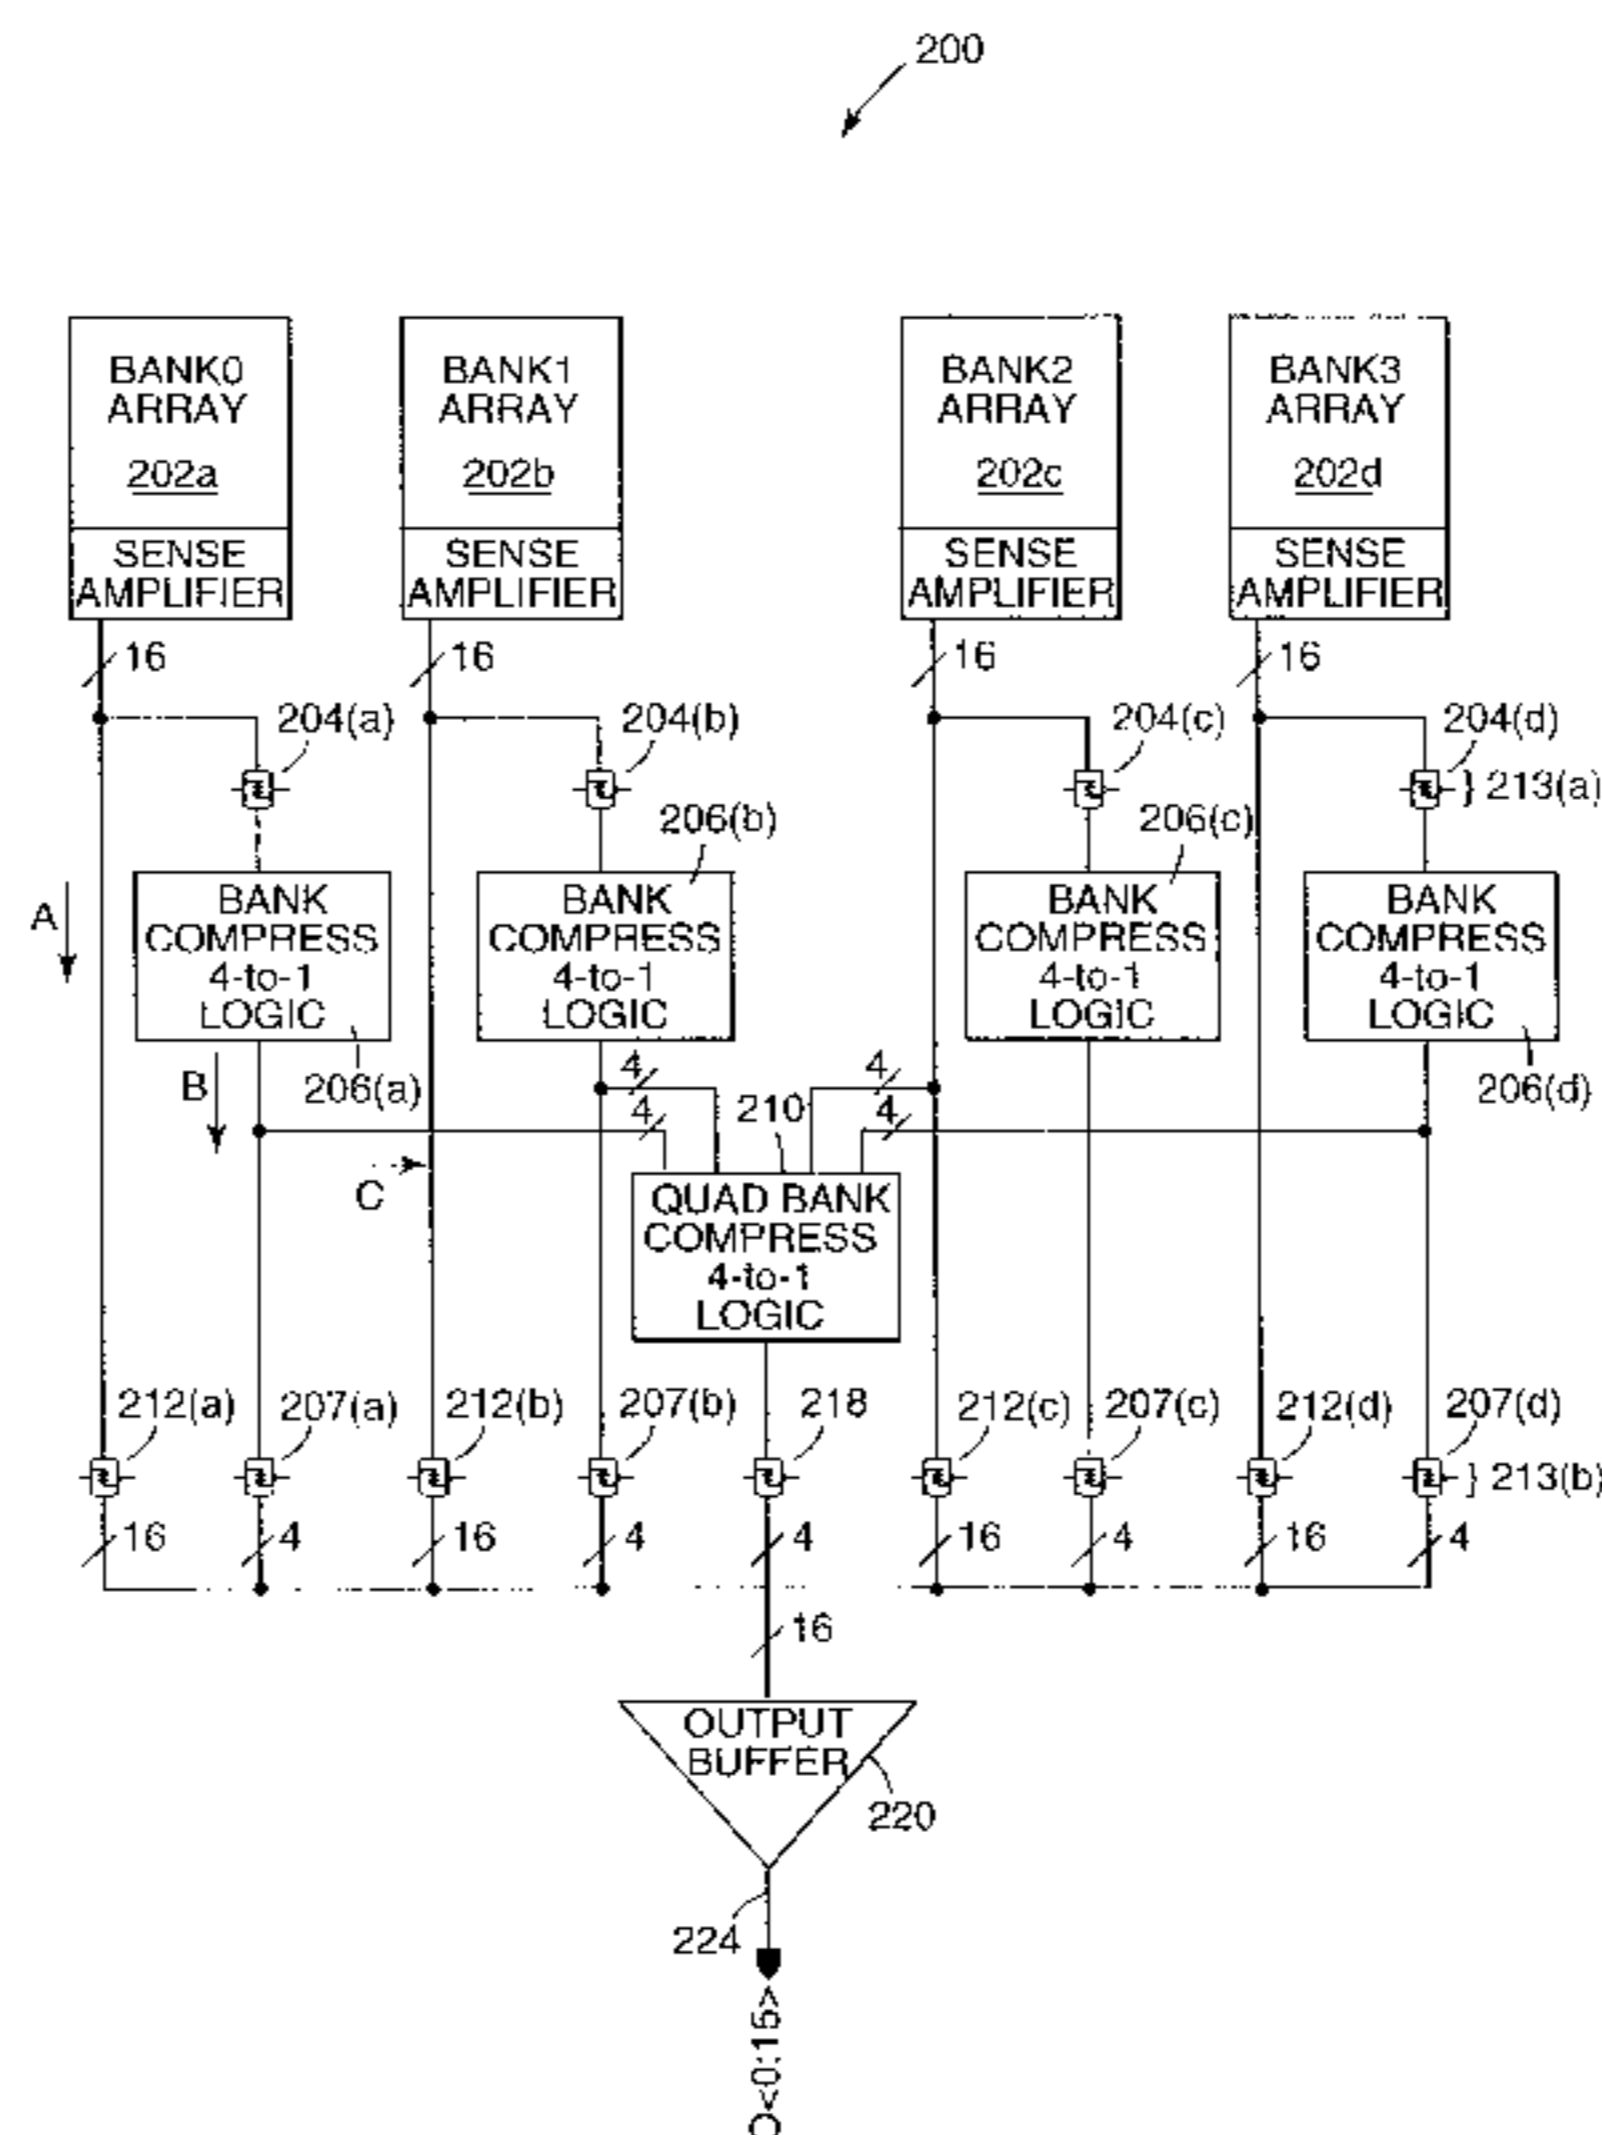 200
BANK0
ARRAY
202a
SENSE
AMPLIFIER
BANK1
ARRAY
202b
SENSE
AMPLIFIER
BANK2
ARRAY
202c
SENSE
AMPLIFIER
BANK3
ARRAY
202d
SENSE
AMPLIFIER
16
16
16
16
204(a)
204(b)
204(c)
204(d)
} 213(a)
206(b)
206(c)
A
BANK
COMPRESS
4-to-1
LOGIC
BANK
COMPRESS
4-to-1
LOGIC
BANK
COMPRESS
4-to-1
LOGIC
BANK
COMPRESS
4-to-1
LOGIC
B
206(a)
4
4
210
4
4
206(d)
C
QUAD BANK
COMPRESS
4-to-1
LOGIC
212(a)
207(a)
212(b)
207(b)
218
212(c)
207(c)
212(d)
207(d)
} 213(b)
16
4
16
4
4
16
4
16
4
16
OUTPUT
BUFFER
220
224
Q<0:15>